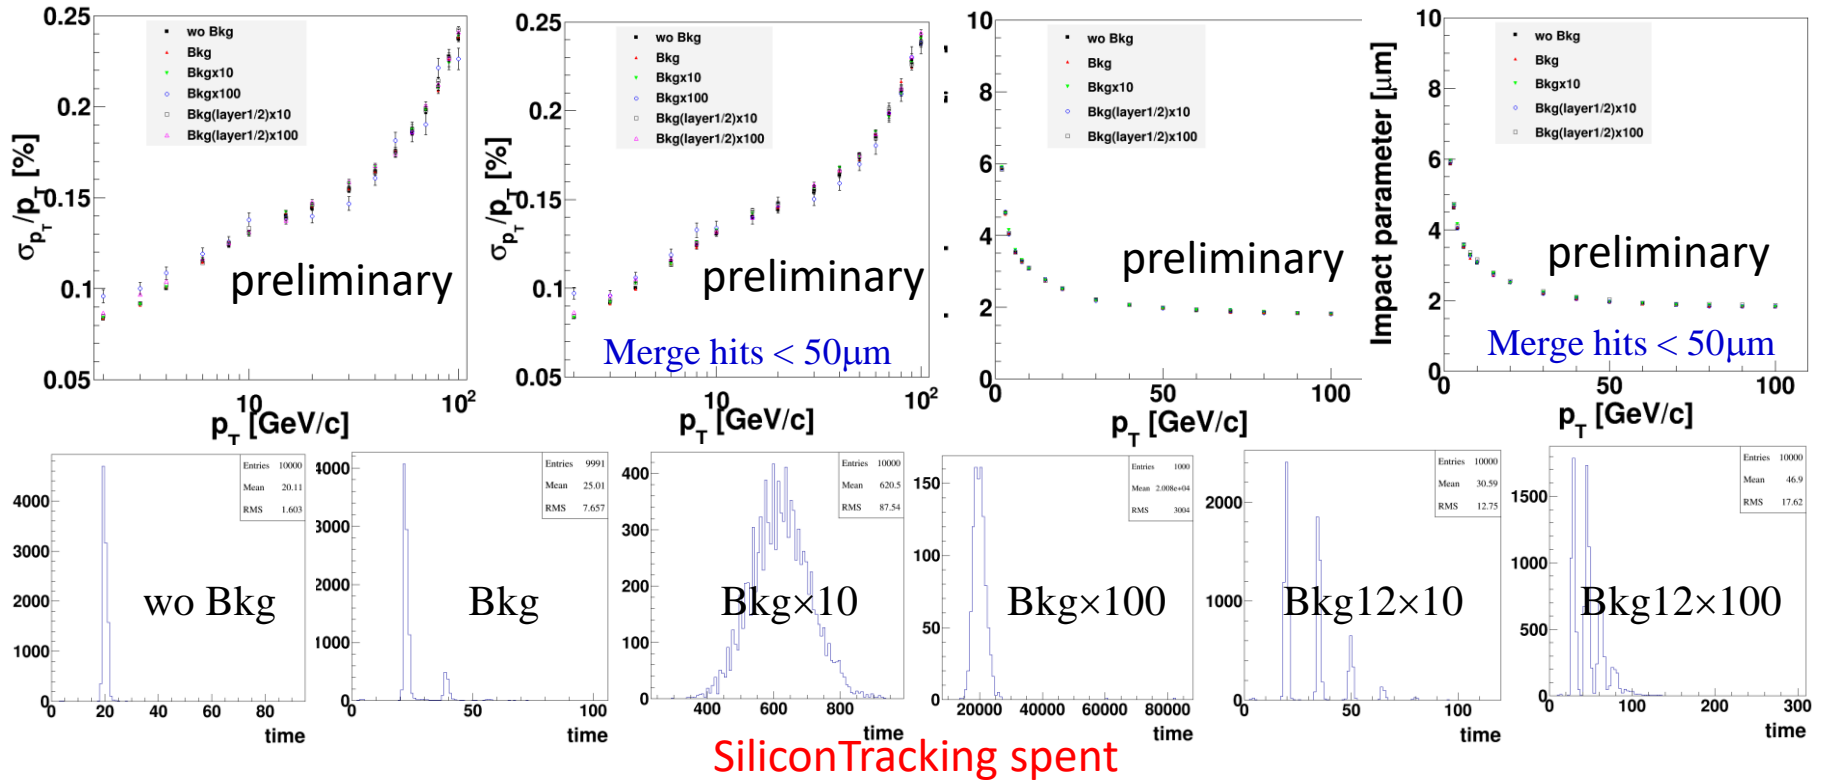 0.25
0.2
0.15
0.1
0.05
σ_pT/p_T [%]
wo Bkg
Bkg
Bkgx10
Bkgx100
Bkg(layer1/2)x10
Bkg(layer1/2)x100
preliminary
10
10²
p_T [GeV/c]
0.25
0.2
0.15
0.1
0.05
σ_pT/p_T [%]
wo Bkg
Bkg
Bkgx10
Bkgx100
Bkg(layer1/2)x10
Bkg(layer1/2)x100
preliminary
Merge hits < 50μm
10
10²
p_T [GeV/c]
10
8
6
4
2
0
wo Bkg
Bkg
Bkgx10
Bkg(layer1/2)x10
Bkg(layer1/2)x100
preliminary
0 50 100
p_T [GeV/c]
Impact parameter [μm]
10
8
6
4
2
0
wo Bkg
Bkg
Bkgx10
Bkg(layer1/2)x10
Bkg(layer1/2)x100
preliminary
Merge hits < 50μm
0 50 100
p_T [GeV/c]
4000
3000
2000
1000
0
Entries 10000
Mean 20.11
RMS 1.603
wo Bkg
0 20 40 60 80
time
4000
3000
2000
1000
0
Entries 9991
Mean 25.01
RMS 7.657
Bkg
0 50 100
time
400
300
200
100
0
Entries 10000
Mean 620.5
RMS 87.54
Bkg×10
400 600 800
time
150
100
50
0
Entries 1000
Mean 2.008e+04
RMS 3004
Bkg×100
20000 40000 60000 80000
time
2000
1000
0
Entries 10000
Mean 30.59
RMS 12.75
Bkg12×10
0 50 100
time
1500
1000
500
0
Entries 10000
Mean 46.9
RMS 17.62
Bkg12×100
0 100 200 300
time
SiliconTracking spent